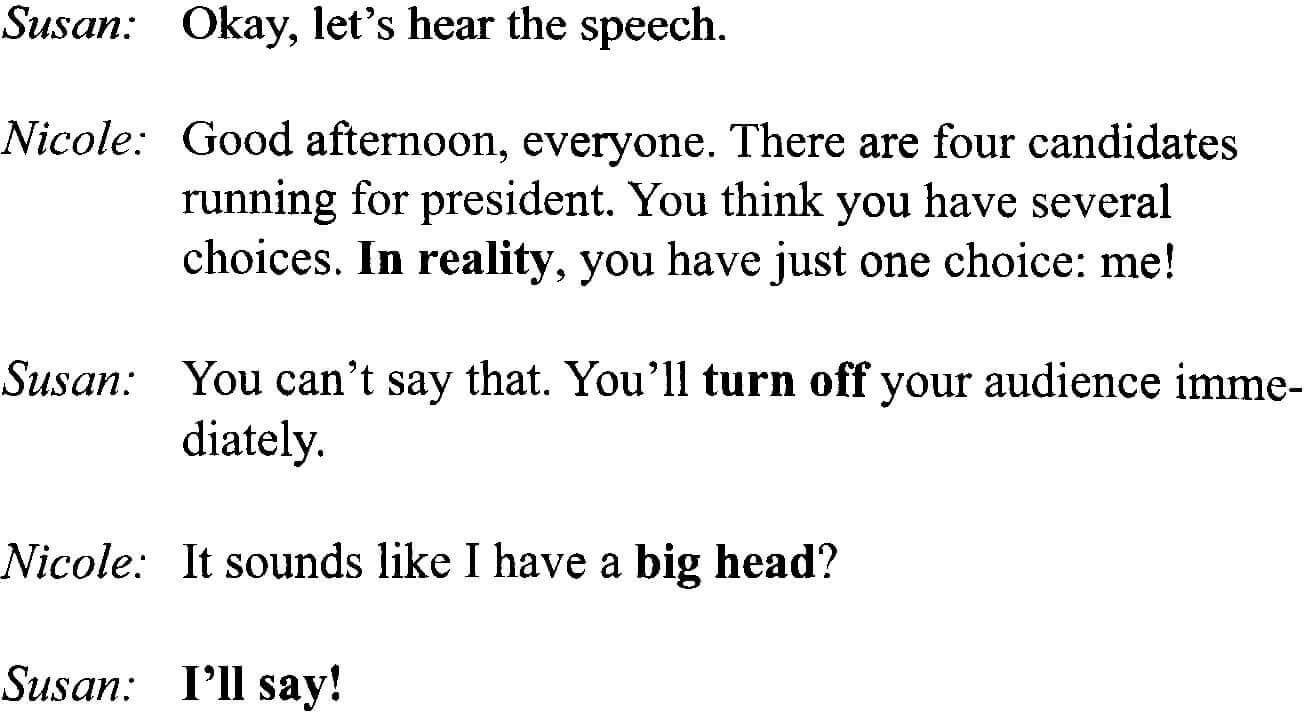 Susan: Okay, let's hear the speech.
Nicole: Good afternoon, everyone. There are four candidates
running for president. You think you have several
choices. In reality, you have just one choice: me!
Susan: You can't say that. You'll turn off your audience imme-
diately.
Nicole: It sounds like I have a big head?
Susan: I'll say!